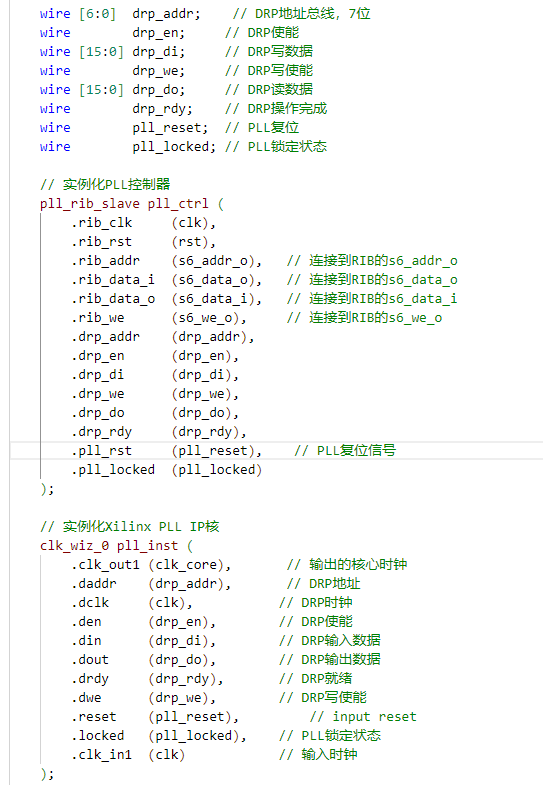 wire [6:0]  drp_addr;    // DRP地址总线，7位
wire        drp_en;     // DRP使能
wire [15:0] drp_di;     // DRP写数据
wire        drp_we;     // DRP写使能
wire [15:0] drp_do;     // DRP读数据
wire        drp_rdy;    // DRP操作完成
wire        pll_reset;  // PLL复位
wire        pll_locked; // PLL锁定状态
// 实例化PLL控制器
pll_rib_slave pll_ctrl (
    .rib_clk     (clk),
    .rib_rst     (rst),
    .rib_addr    (s6_addr_o),   // 连接到RIB的s6_addr_o
    .rib_data_i  (s6_data_o),   // 连接到RIB的s6_data_o
    .rib_data_o  (s6_data_i),   // 连接到RIB的s6_data_i
    .rib_we      (s6_we_o),     // 连接到RIB的s6_we_o
    .drp_addr    (drp_addr),
    .drp_en      (drp_en),
    .drp_di      (drp_di),
    .drp_we      (drp_we),
    .drp_do      (drp_do),
    .drp_rdy     (drp_rdy),
    .pll_rst     (pll_reset),    // PLL复位信号
    .pll_locked  (pll_locked)
);
// 实例化Xilinx PLL IP核
clk_wiz_0 pll_inst (
    .clk_out1 (clk_core),       // 输出的核心时钟
    .daddr    (drp_addr),       // DRP地址
    .dclk     (clk),           // DRP时钟
    .den      (drp_en),        // DRP使能
    .din      (drp_di),        // DRP输入数据
    .dout     (drp_do),        // DRP输出数据
    .drdy     (drp_rdy),       // DRP就绪
    .dwe      (drp_we),        // DRP写使能
    .reset    (pll_reset),         // input reset
    .locked   (pll_locked),    // PLL锁定状态
    .clk_in1  (clk)            // 输入时钟
);